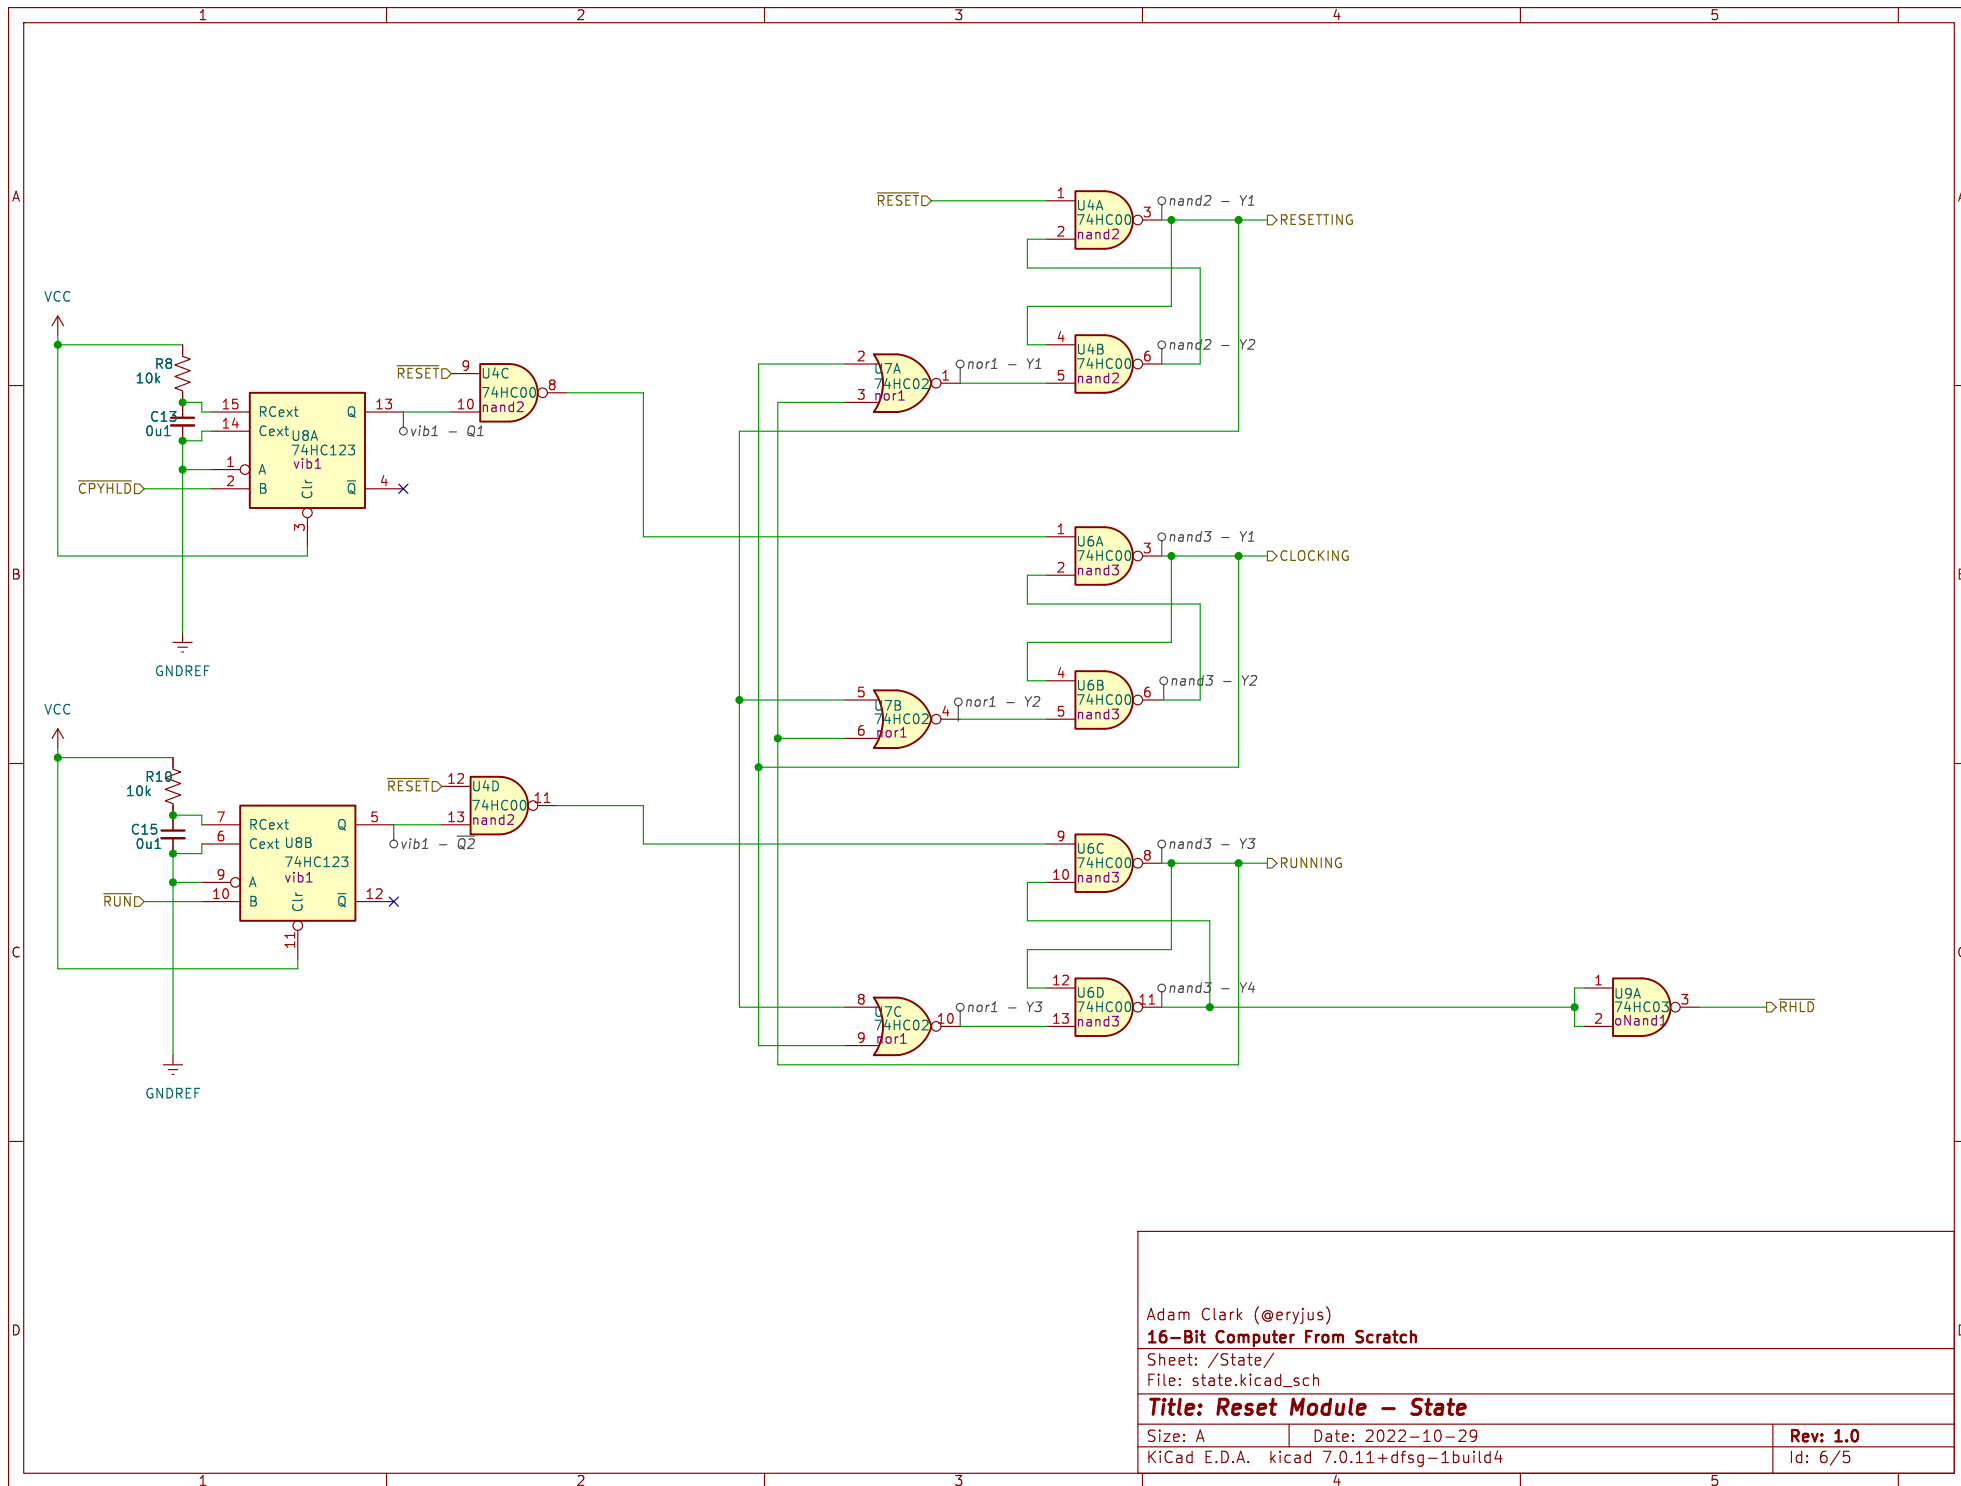 1 2 3 4 5
A
B
C
D
RESET
1
2
U4A
74HC00
nand2
3
nand2 - Y1
RESETTING
4
5
U4B
74HC00
nand2
6
nand2 - Y2
2
3
U7A
74HC02
nor1
1
nor1 - Y1
VCC
R8
10k
C13
0u1
15
14
1
2
RCext
Cext
A
B
Q
Q
Clr
U8A
74HC123
vib1
13
4
3
CPYHLD
GNDREF
vib1 - Q1
RESET
9
10
U4C
74HC00
nand2
8
1
2
U6A
74HC00
nand3
3
nand3 - Y1
CLOCKING
4
5
U6B
74HC00
nand3
6
nand3 - Y2
5
6
U7B
74HC02
nor1
4
nor1 - Y2
VCC
R10
10k
C15
0u1
7
6
9
10
RCext
Cext
A
B
Q
Q
Clr
U8B
74HC123
vib1
5
12
11
RUN
GNDREF
vib1 - Q2
RESET
12
13
U4D
74HC00
nand2
11
9
10
U6C
74HC00
nand3
8
nand3 - Y3
RUNNING
12
13
U6D
74HC00
nand3
11
nand3 - Y4
8
9
U7C
74HC02
nor1
10
nor1 - Y3
1
2
U9A
74HC03
oNand1
3
RHLD
Adam Clark (@eryjus)
16-Bit Computer From Scratch
Sheet: /State/
File: state.kicad_sch
Title: Reset Module - State
Size: A Date: 2022-10-29 Rev: 1.0
KiCad E.D.A. kicad 7.0.11+dfsg-1build4 Id: 6/5
1 2 3 4 5